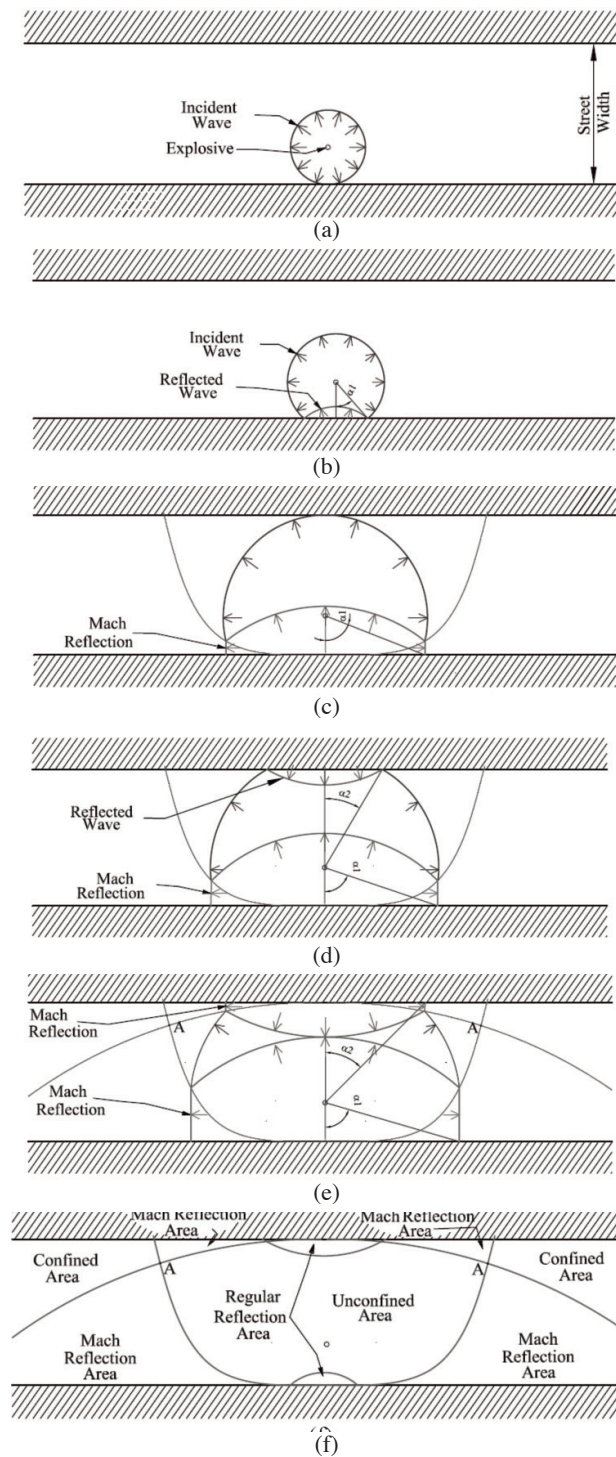 Incident
Wave
Explosive
Street
Width
(a)
Incident
Wave
Reflected
Wave
α1
(b)
Mach
Reflection
α1
(c)
Reflected
Wave
α2
Mach
Reflection
α1
(d)
Mach
Reflection
A
A
α2
Mach
Reflection
α1
(e)
Mach Reflection
Area
Mach Reflection
Area
Confined
Area
A
A
Confined
Area
Regular
Reflection
Area
Unconfined
Area
Mach
Reflection
Area
Mach
Reflection
Area
(f)